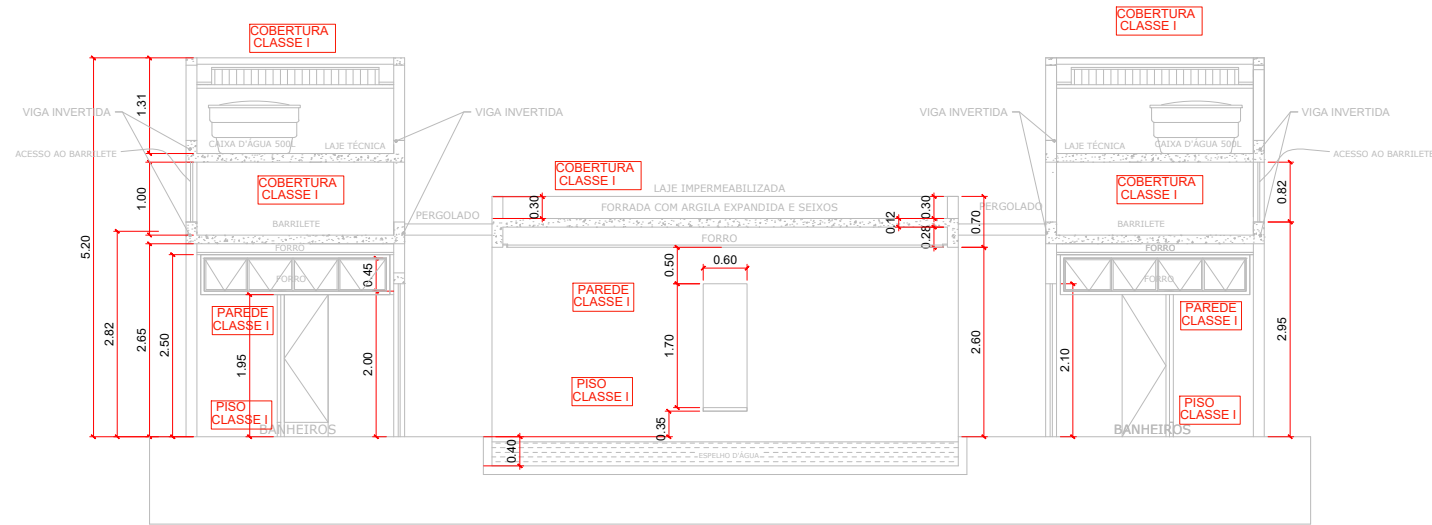 COBERTURA
CLASSE I
COBERTURA
CLASSE I
1.31
VIGA INVERTIDA
VIGA INVERTIDA
VIGA INVERTIDA
VIGA INVERTIDA
CAIXA D'ÁGUA 500L
LAJE TÉCNICA
LAJE TÉCNICA
CAIXA D'ÁGUA 500L
ACESSO AO BARRILETE
ACESSO AO BARRILETE
COBERTURA
CLASSE I
COBERTURA
CLASSE I
COBERTURA
CLASSE I
1.00
0.82
LAJE IMPERMEABILIZADA
0.30
FORRADA COM ARGILA EXPANDIDA E SEIXOS
0.30
PERGOLADO
PERGOLADO
BARRILETE
0.12
0.70
BARRILETE
5.20
FORRO
FORRO
0.28
FORRO
FORRO
0.45
0.50
0.60
FORRO
PAREDE
CLASSE I
PAREDE
CLASSE I
PAREDE
CLASSE I
2.82
2.65
2.50
1.95
2.00
1.70
2.60
2.10
2.95
PISO
CLASSE I
PISO
CLASSE I
PISO
CLASSE I
0.35
BANHEIROS
BANHEIROS
0.40
ESPELHO D'ÁGUA